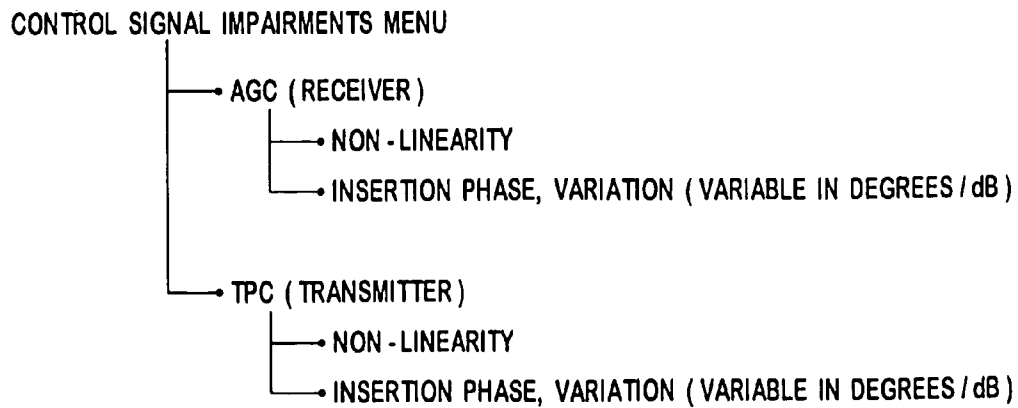 CONTROL SIGNAL IMPAIRMENTS MENU
AGC ( RECEIVER )
NON - LINEARITY
INSERTION PHASE, VARIATION ( VARIABLE IN DEGREES / dB )
TPC ( TRANSMITTER )
NON - LINEARITY
INSERTION PHASE, VARIATION ( VARIABLE IN DEGREES / dB )